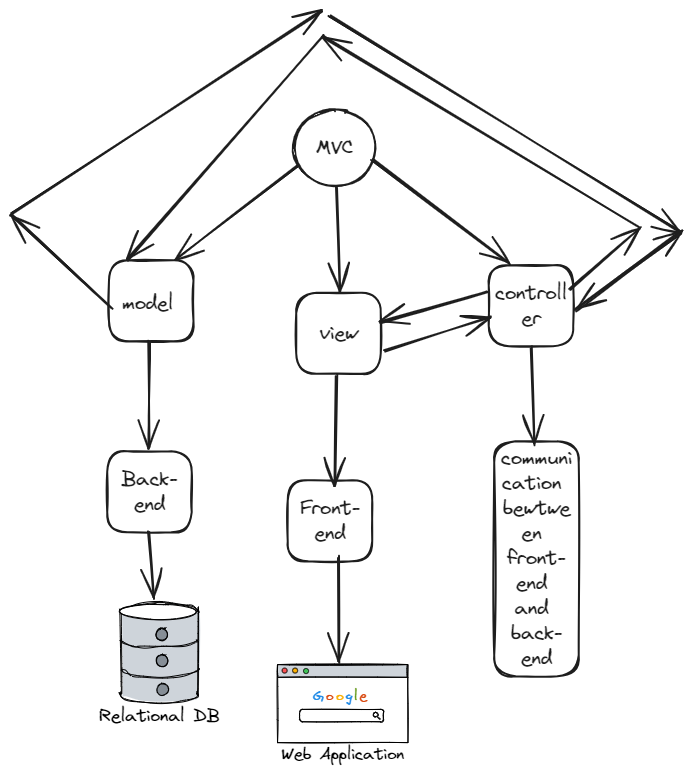 MVC
model
view
controll
er
Back-
end
Front-
end
communi
cation
bewtwe
en
front-
end
and
back-
end
Relational DB
Google
Web Application